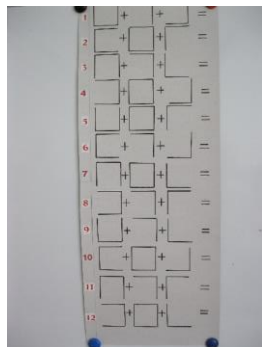 1 + + =
2 + + =
3 + + =
4 + + =
5 + + =
6 + + =
7 + + =
8 + + =
9 + + =
10 + + =
11 + + =
12 + + =